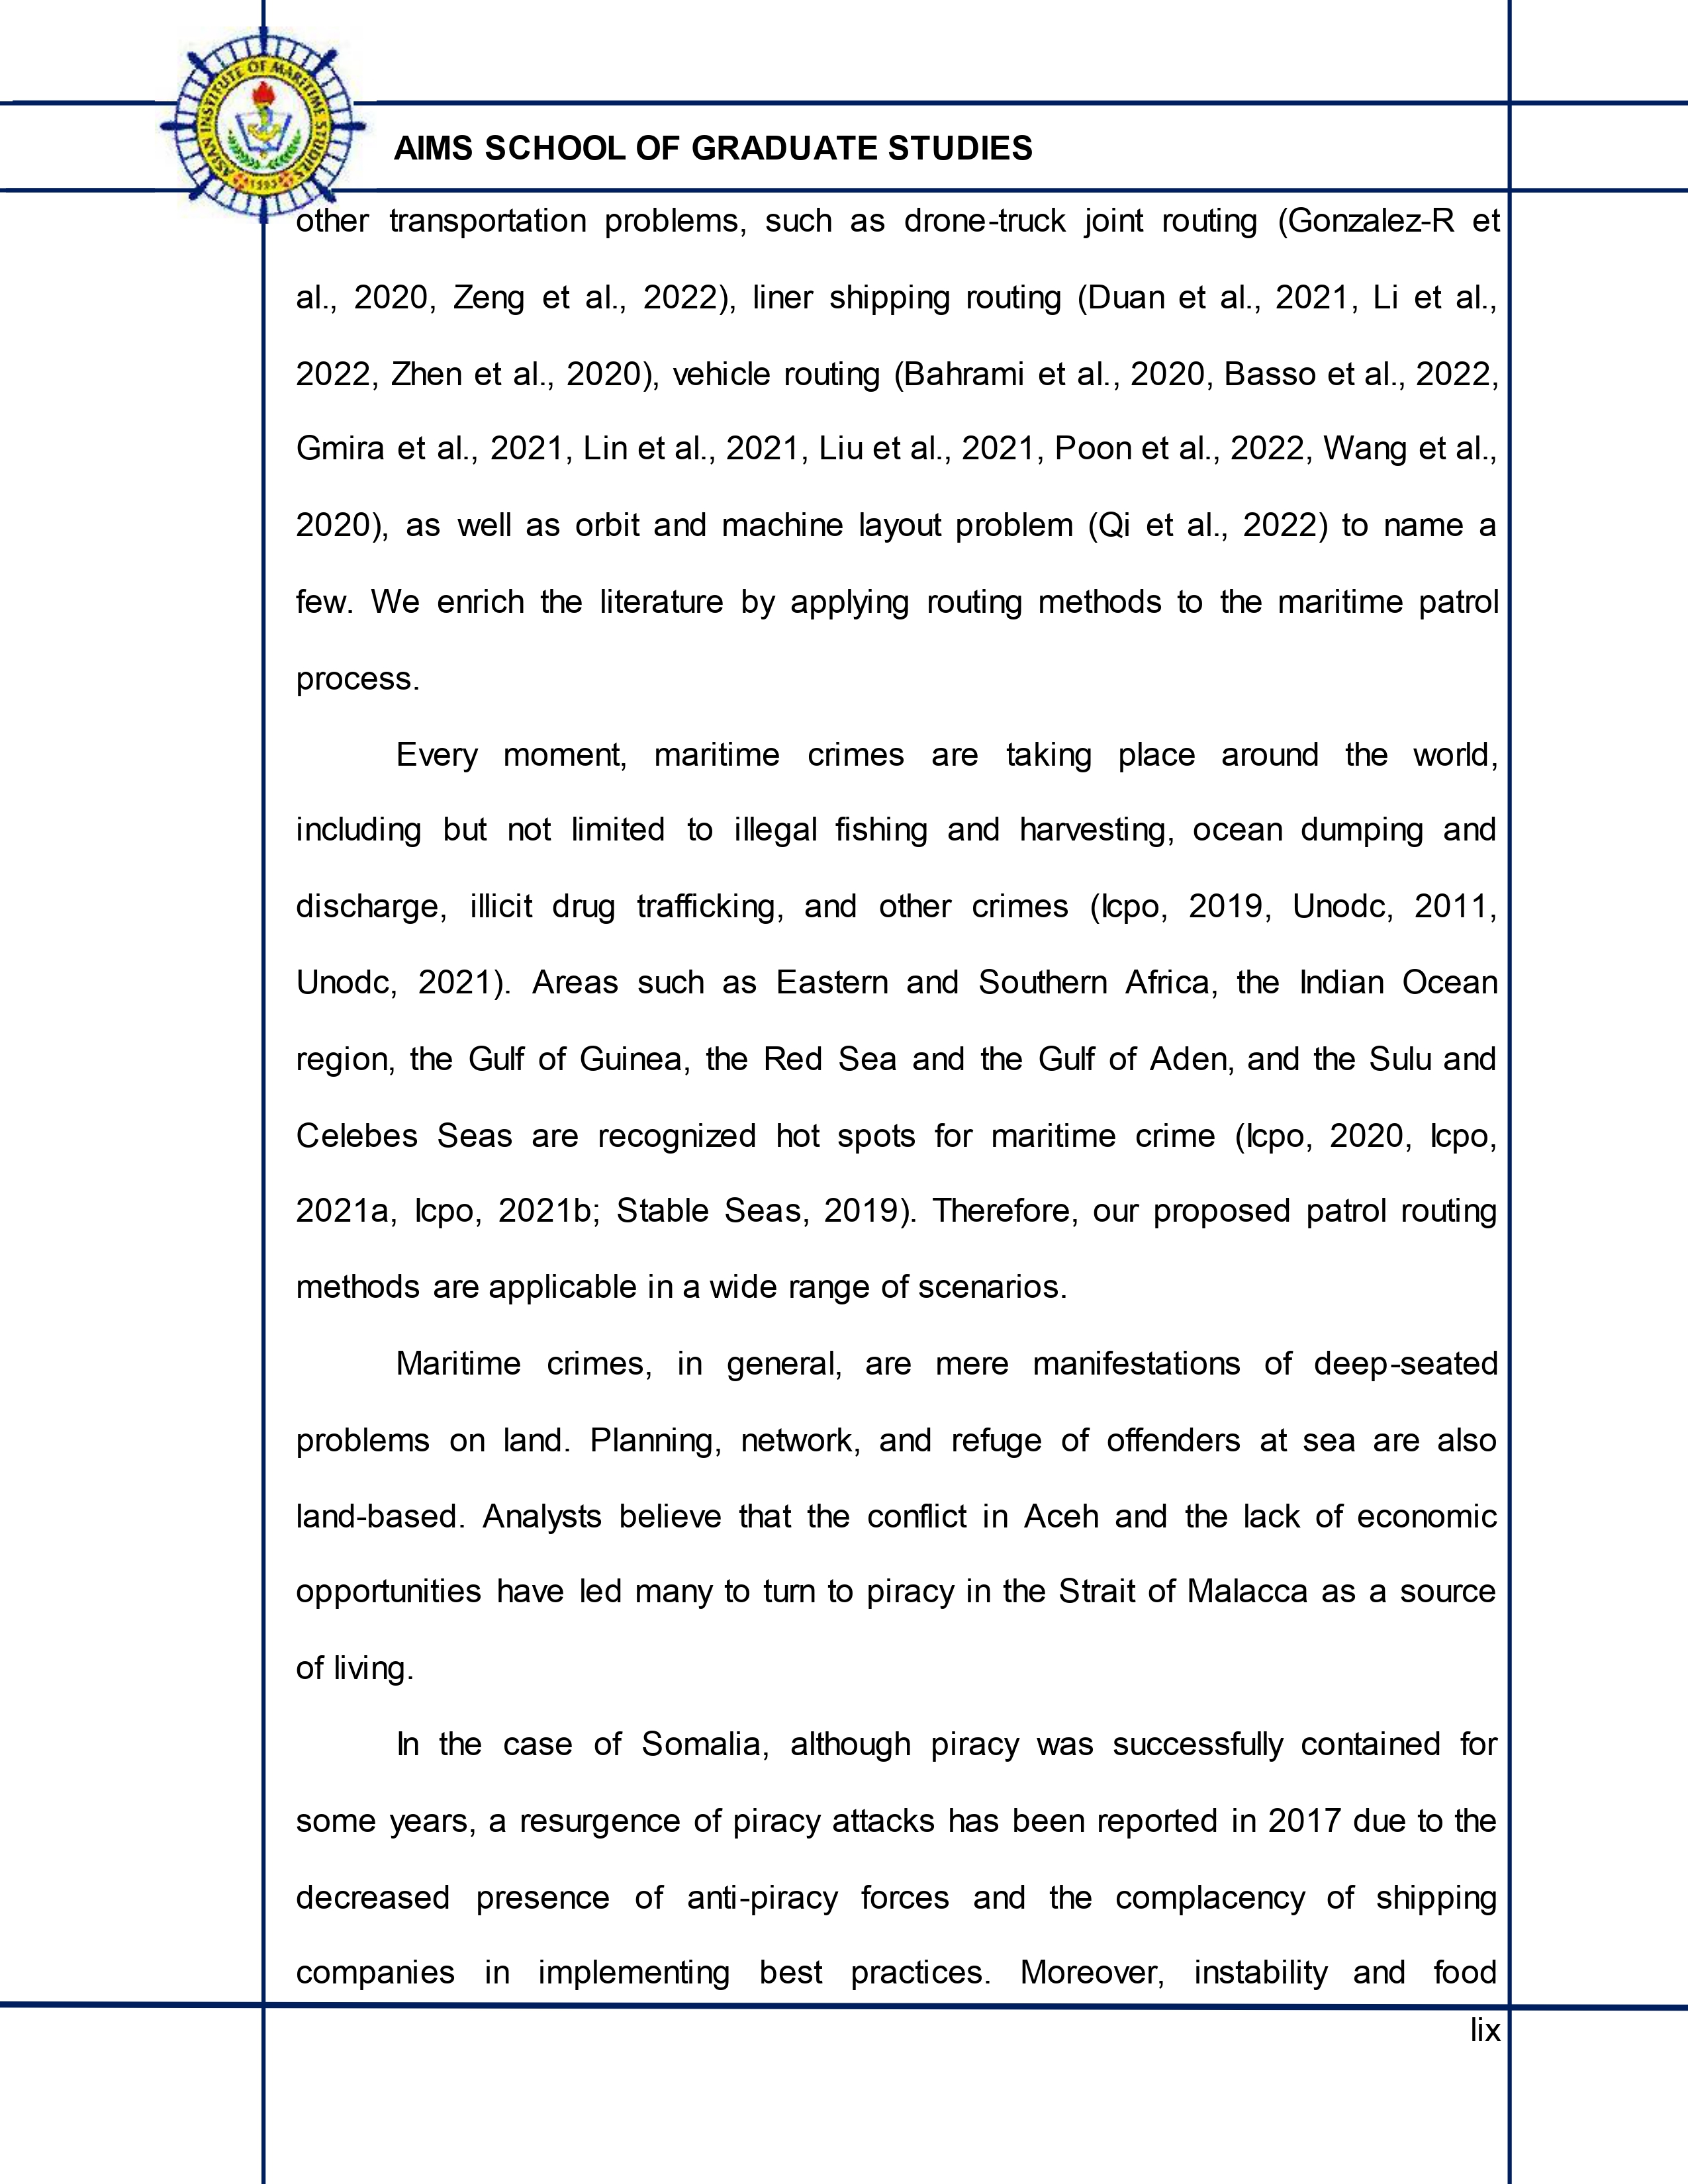 ASIAN INSTITUTE OF MARITIME STUDIES
1993
AIMS SCHOOL OF GRADUATE STUDIES
other transportation problems, such as drone-truck joint routing (Gonzalez-R et
al., 2020, Zeng et al., 2022), liner shipping routing (Duan et al., 2021, Li et al.,
2022, Zhen et al., 2020), vehicle routing (Bahrami et al., 2020, Basso et al., 2022,
Gmira et al., 2021, Lin et al., 2021, Liu et al., 2021, Poon et al., 2022, Wang et al.,
2020), as well as orbit and machine layout problem (Qi et al., 2022) to name a
few. We enrich the literature by applying routing methods to the maritime patrol
process.
Every moment, maritime crimes are taking place around the world,
including but not limited to illegal fishing and harvesting, ocean dumping and
discharge, illicit drug trafficking, and other crimes (Icpo, 2019, Unodc, 2011,
Unodc, 2021). Areas such as Eastern and Southern Africa, the Indian Ocean
region, the Gulf of Guinea, the Red Sea and the Gulf of Aden, and the Sulu and
Celebes Seas are recognized hot spots for maritime crime (Icpo, 2020, Icpo,
2021a, Icpo, 2021b; Stable Seas, 2019). Therefore, our proposed patrol routing
methods are applicable in a wide range of scenarios.
Maritime crimes, in general, are mere manifestations of deep-seated
problems on land. Planning, network, and refuge of offenders at sea are also
land-based. Analysts believe that the conflict in Aceh and the lack of economic
opportunities have led many to turn to piracy in the Strait of Malacca as a source
of living.
In the case of Somalia, although piracy was successfully contained for
some years, a resurgence of piracy attacks has been reported in 2017 due to the
decreased presence of anti-piracy forces and the complacency of shipping
companies in implementing best practices. Moreover, instability and food
lix